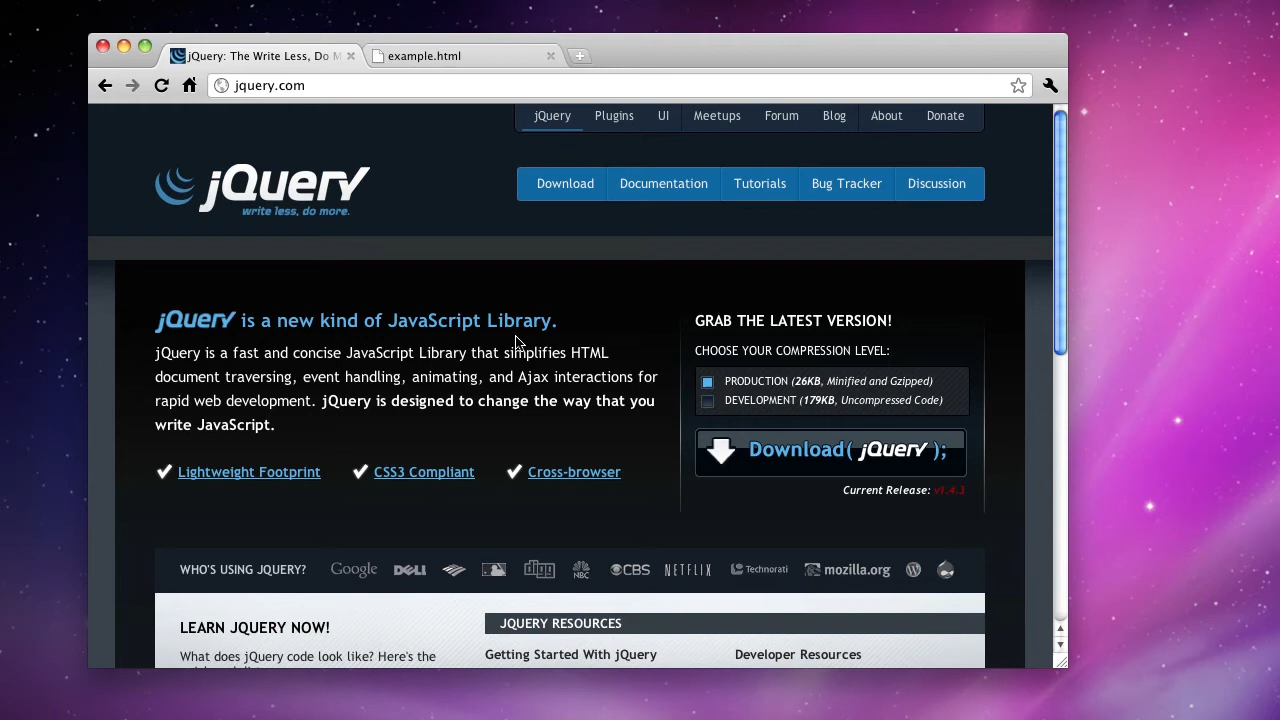 jQuery: The Write Less, Do M
example.html
jquery.com
jQuery Plugins UI Meetups Forum Blog About Donate
jQuery
write less, do more.
Download Documentation Tutorials Bug Tracker Discussion
jQuery is a new kind of JavaScript Library.
jQuery is a fast and concise JavaScript Library that simplifies HTML
document traversing, event handling, animating, and Ajax interactions for
rapid web development. jQuery is designed to change the way that you
write JavaScript.
Lightweight Footprint CSS3 Compliant Cross-browser
GRAB THE LATEST VERSION!
CHOOSE YOUR COMPRESSION LEVEL:
PRODUCTION (26KB, Minified and Gzipped)
DEVELOPMENT (179KB, Uncompressed Code)
Download( jQuery );
Current Release:
WHO'S USING JQUERY? Google DELL NBC CBS NETFLIX Technorati mozilla.org
LEARN JQUERY NOW!
What does jQuery code look like? Here's the
JQUERY RESOURCES
Getting Started With jQuery
Developer Resources